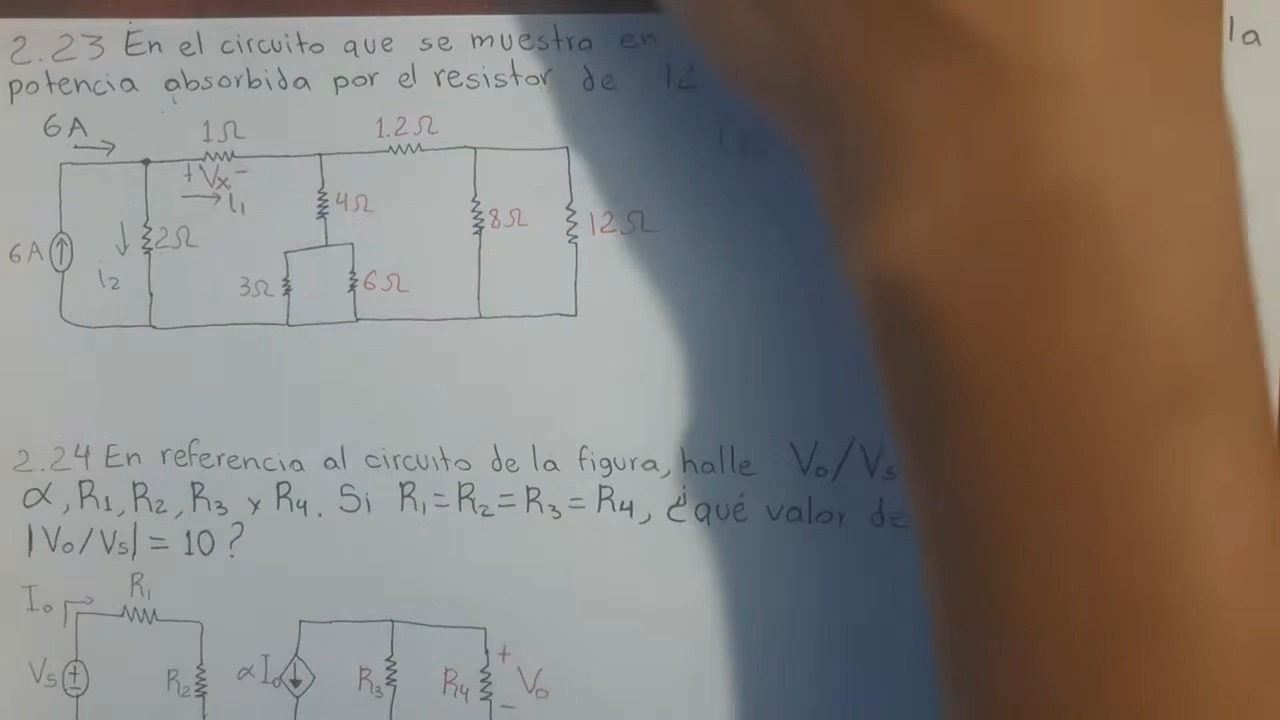 2.23 En el circuito que se muestra en la
potencia absorbida por el resistor de 12
6A 1Ω 1.2Ω
+Vx-
i1
4Ω
6A 2Ω 8Ω 12Ω
i2 3Ω 6Ω
2.24 En referencia al circuito de la figura, halle Vo/Vs
α, R1, R2, R3 y R4. Si R1=R2=R3=R4, ¿qué valor de
|Vo/Vs| = 10?
Io R1
Vs + - R2 αIo R3 R4 + Vo -